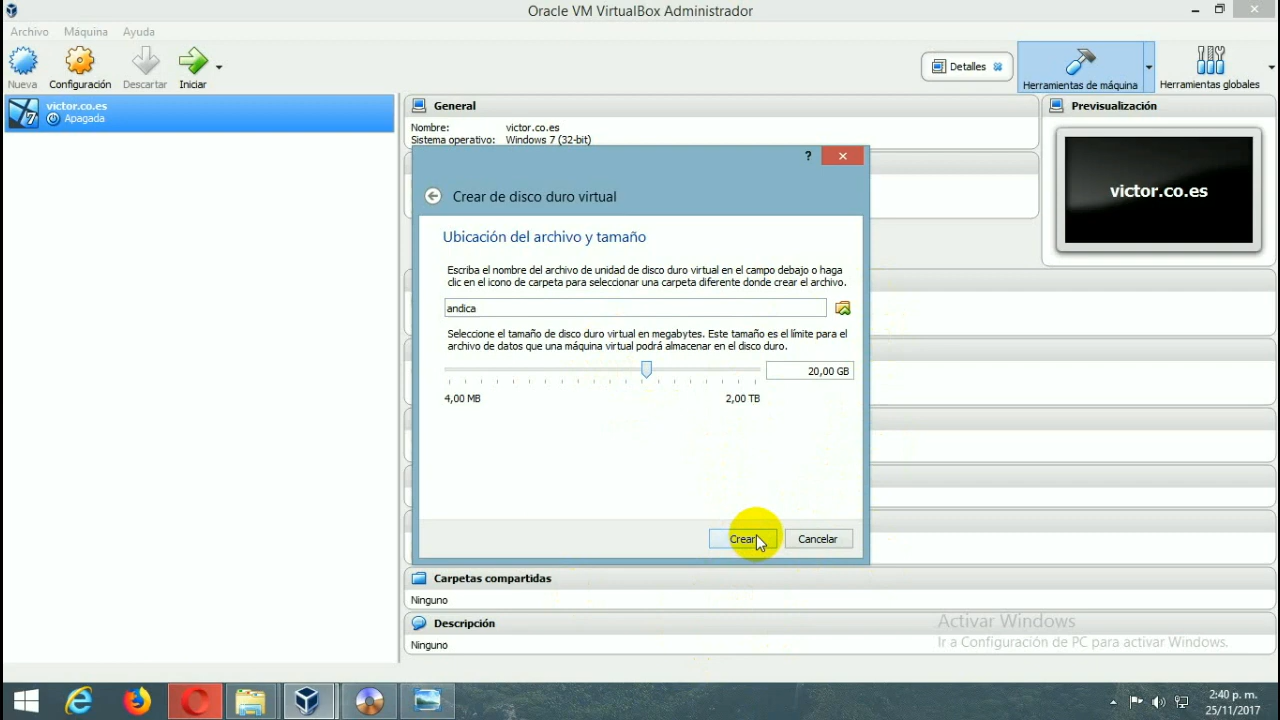 Oracle VM VirtualBox Administrador
Archivo Máquina Ayuda
Nueva Configuración Descartar Iniciar
Detalles
Herramientas de máquina
Herramientas globales
victor.co.es
Apagada
General
Nombre: victor.co.es
Sistema operativo: Windows 7 (32-bit)
Previsualización
victor.co.es
?
Crear de disco duro virtual
Ubicación del archivo y tamaño
Escriba el nombre del archivo de unidad de disco duro virtual en el campo debajo o haga
clic en el icono de carpeta para seleccionar una carpeta diferente donde crear el archivo.
andica
Seleccione el tamaño de disco duro virtual en megabytes. Este tamaño es el límite para el
archivo de datos que una máquina virtual podrá almacenar en el disco duro.
20,00 GB
4,00 MB 2,00 TB
Crear Cancelar
Carpetas compartidas
Ninguno
Descripción
Ninguno
Activar Windows
Ir a Configuración de PC para activar Windows.
2:40 p. m.
25/11/2017